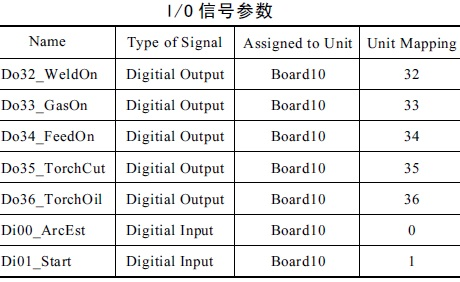 I/O信号参数
Name Type of Signal Assigned to Unit Unit Mapping
Do32_WeldOn Digitial Output Board10 32
Do33_GasOn Digitial Output Board10 33
Do34_FeedOn Digitial Output Board10 34
Do35_TorchCut Digitial Output Board10 35
Do36_TorchOil Digitial Output Board10 36
Di00_ArcEst Digitial Input Board10 0
Di01_Start Digitial Input Board10 1